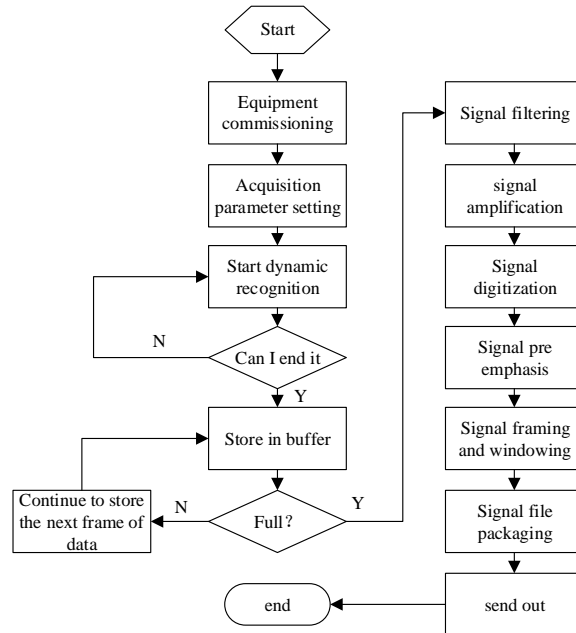 Start
Equipment
commissioning
Acquisition
parameter setting
Start dynamic
recognition
N
Can I end it
Y
Store in buffer
Continue to store
the next frame of
data
N
Full?
Y
Signal filtering
signal
amplification
Signal
digitization
Signal pre
emphasis
Signal framing
and windowing
Signal file
packaging
send out
end